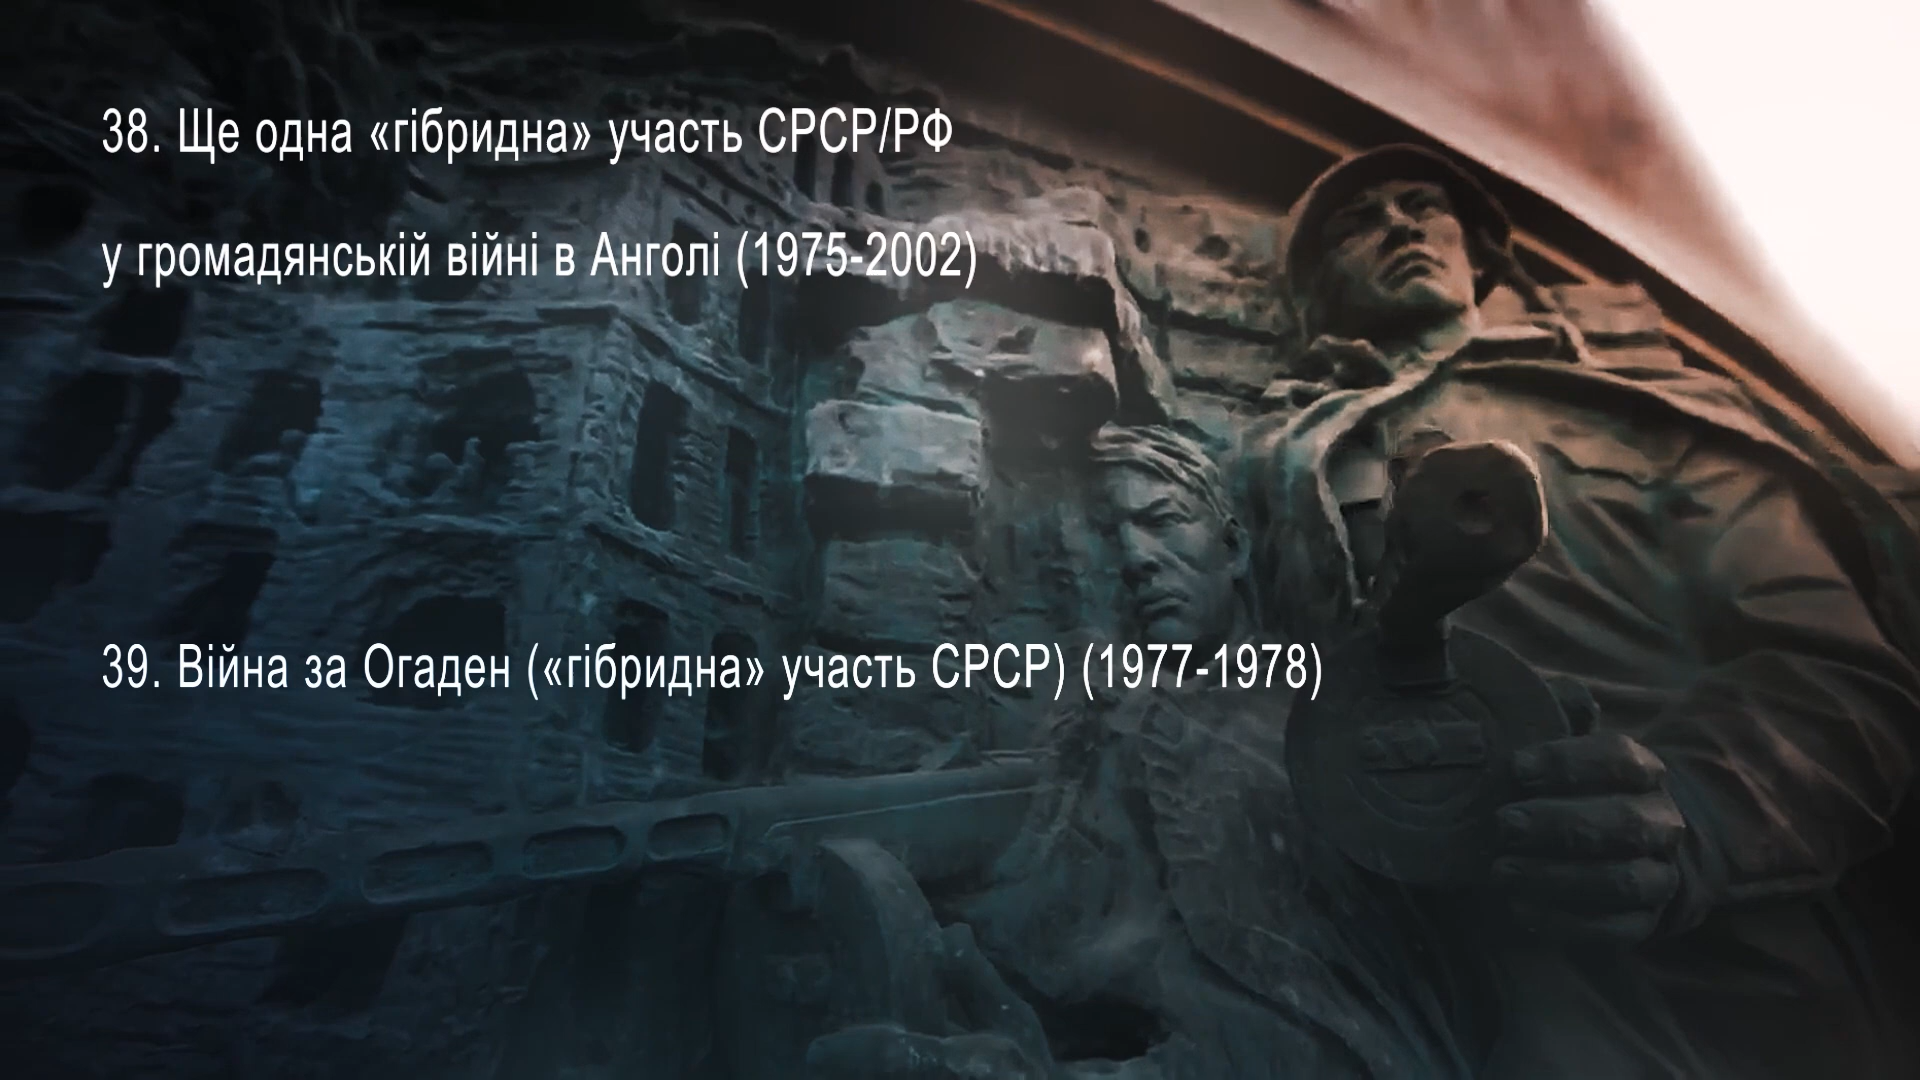 38. Ще одна «гібридна» участь СРСР/РФ
у громадянській війні в Анголі (1975-2002)
39. Війна за Огаден («гібридна» участь СРСР) (1977-1978)